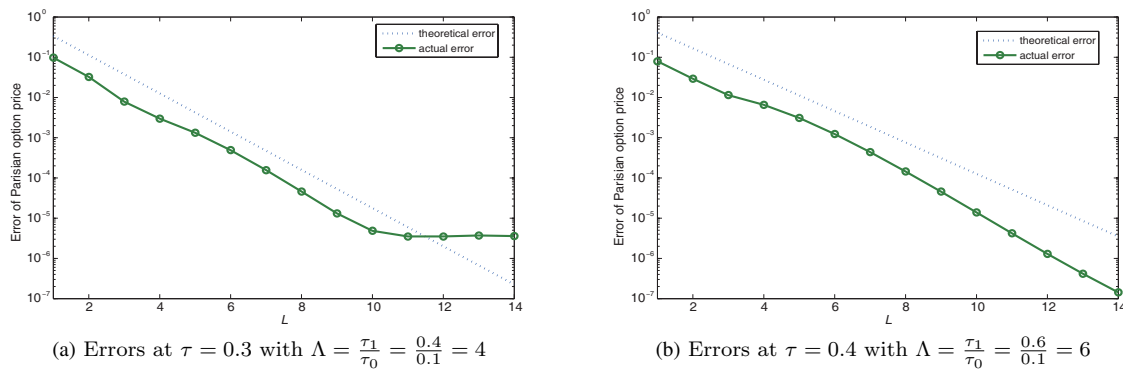 10⁰
10⁻¹
10⁻²
10⁻³
10⁻⁴
10⁻⁵
10⁻⁶
10⁻⁷
Error of Parisian option price
2 4 6 8 10 12 14
L
theoretical error
actual error
(a) Errors at τ = 0.3 with Λ = τ₁/τ₀ = 0.4/0.1 = 4
10⁰
10⁻¹
10⁻²
10⁻³
10⁻⁴
10⁻⁵
10⁻⁶
10⁻⁷
Error of Parisian option price
2 4 6 8 10 12 14
L
theoretical error
actual error
(b) Errors at τ = 0.4 with Λ = τ₁/τ₀ = 0.6/0.1 = 6